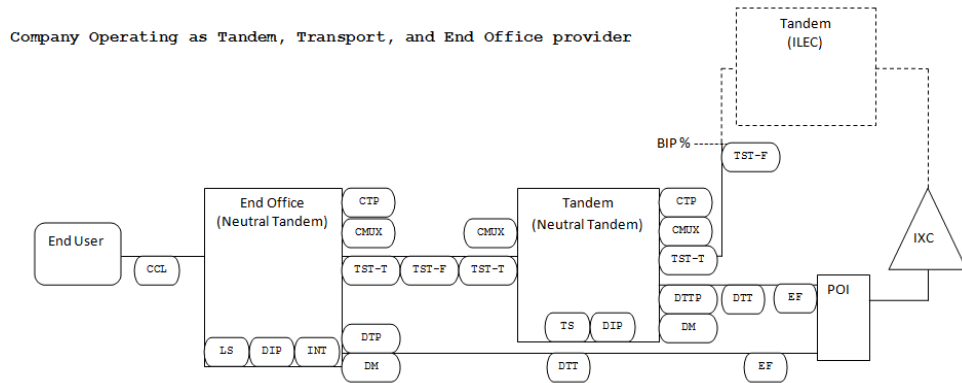 Company Operating as Tandem, Transport, and End Office provider
Tandem
(ILEC)
BIP %
TST-F
End Office
(Neutral Tandem)
CTP
CMUX
CMUX
Tandem
(Neutral Tandem)
CTP
CMUX
TST-T
End User
CCL
TST-T
TST-F
TST-T
IXC
DTTP
DTT
EF
POI
DM
TS
DIP
LS
DIP
INT
DTP
DM
DTT
EF